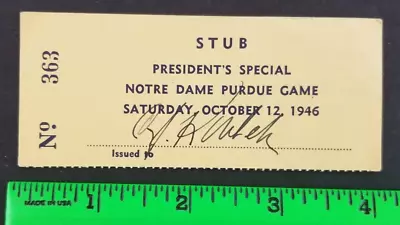 STUB
PRESIDENT'S SPECIAL
NOTRE DAME PURDUE GAME
SATURDAY, OCTOBER 12, 1946
Issued to
Nº 363
MADE IN USA
1 2 3 4